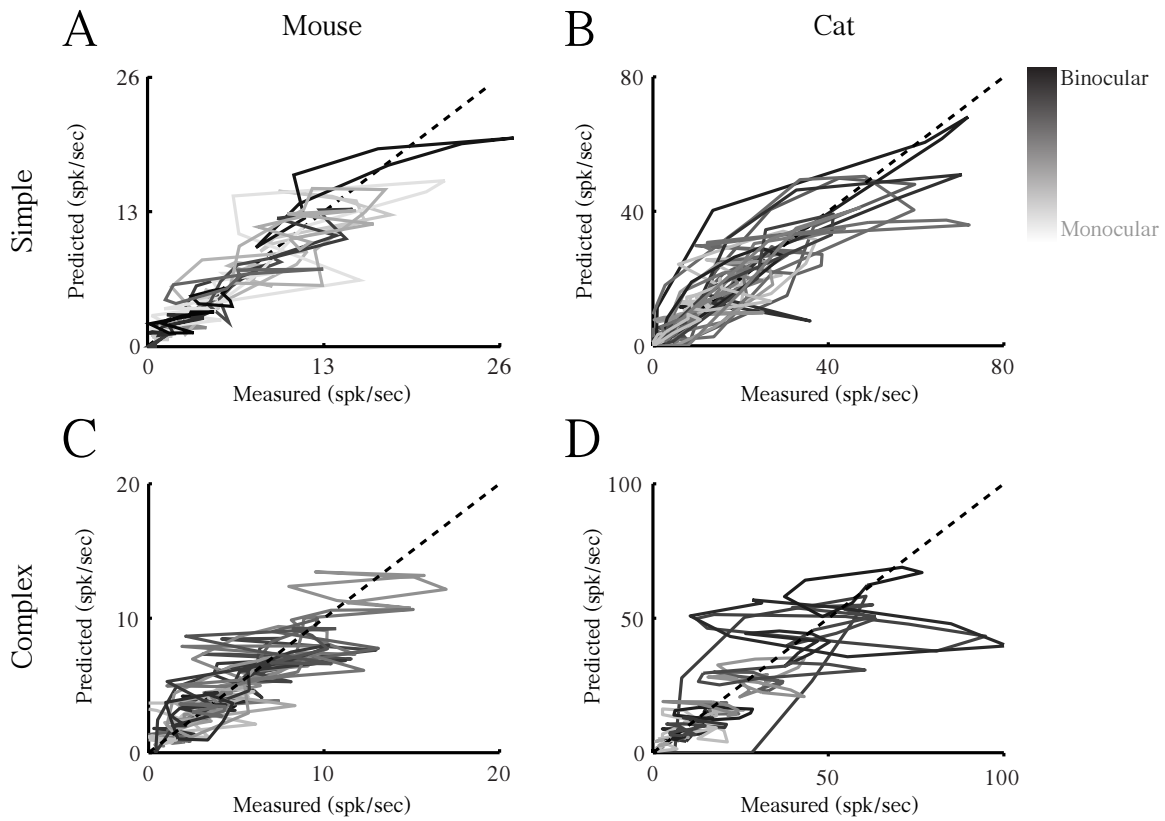 A
Mouse
B
Cat
Simple
Predicted (spk/sec)
26
13
0
0
13
26
Measured (spk/sec)
Predicted (spk/sec)
80
40
0
0
40
80
Measured (spk/sec)
Binocular
Monocular
C
D
Complex
Predicted (spk/sec)
20
10
0
0
10
20
Measured (spk/sec)
Predicted (spk/sec)
100
50
0
0
50
100
Measured (spk/sec)